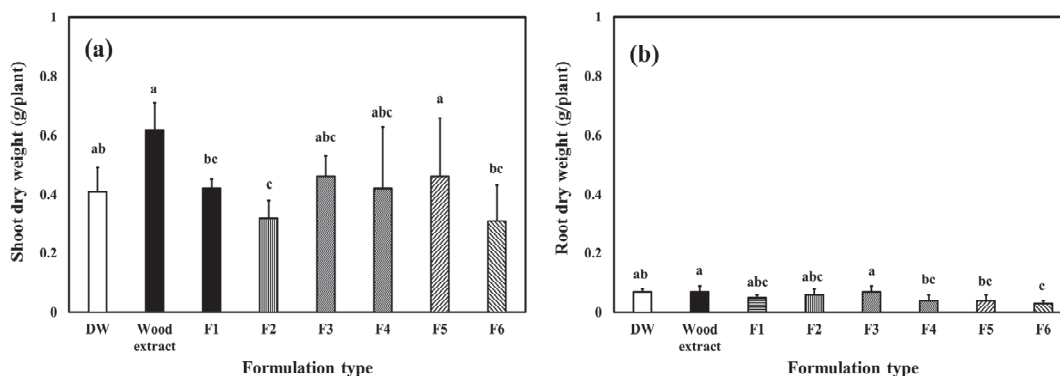 (a)
Shoot dry weight (g/plant)
1
0.8
0.6
0.4
0.2
0
ab
a
bc
c
abc
abc
a
bc
DW
Wood
extract
F1
F2
F3
F4
F5
F6
Formulation type
(b)
Root dry weight (g/plant)
1
0.8
0.6
0.4
0.2
0
ab
a
abc
abc
a
bc
bc
c
DW
Wood
extract
F1
F2
F3
F4
F5
F6
Formulation type